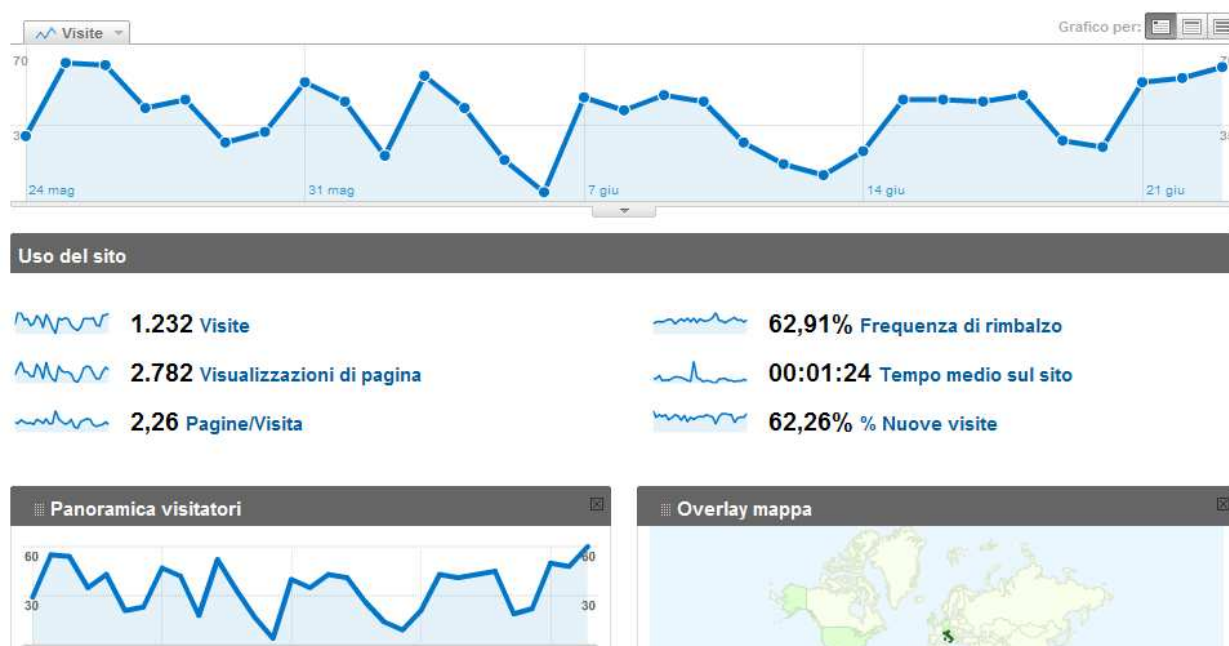 Visite
Grafico per:
70
70
35
35
24 mag
31 mag
7 giu
14 giu
21 giu
Uso del sito
1.232 Visite
62,91% Frequenza di rimbalzo
2.782 Visualizzazioni di pagina
00:01:24 Tempo medio sul sito
2,26 Pagine/Visita
62,26% % Nuove visite
Panoramica visitatori
Overlay mappa
60
60
30
30